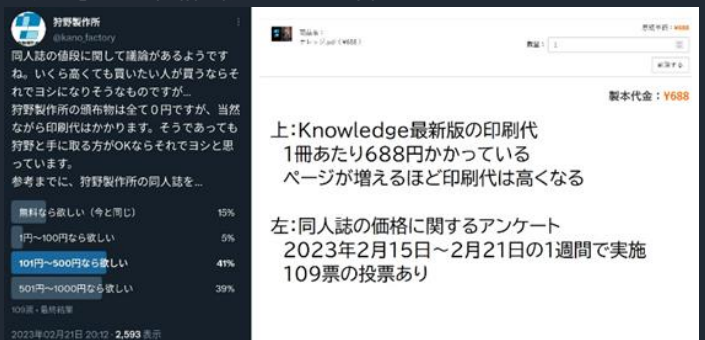 狩野製作所
@kano_factory
同人誌の値段に関して議論があるようです
ね。いくら高くても買いたい人が買うならそ
れでヨシになりそうなものですが...
狩野製作所の頒布物は全て0円ですが、当然
ながら印刷代はかかります。そうであっても
狩野と手に取る方がOKならそれでヨシと思
っています。
参考までに、狩野製作所の同人誌を...
無料なら欲しい（今と同じ） 15%
1円～100円なら欲しい 5%
101円～500円なら欲しい 41%
501円～1000円なら欲しい 39%
109票・最終結果
2023年02月21日 20:12・2,593 表示
商品名：
数量： 1
製本代金：¥688
上：Knowledge最新版の印刷代
1冊あたり688円かかっている
ページが増えるほど印刷代は高くなる
左：同人誌の価格に関するアンケート
2023年2月15日～2月21日の1週間で実施
109票の投票あり